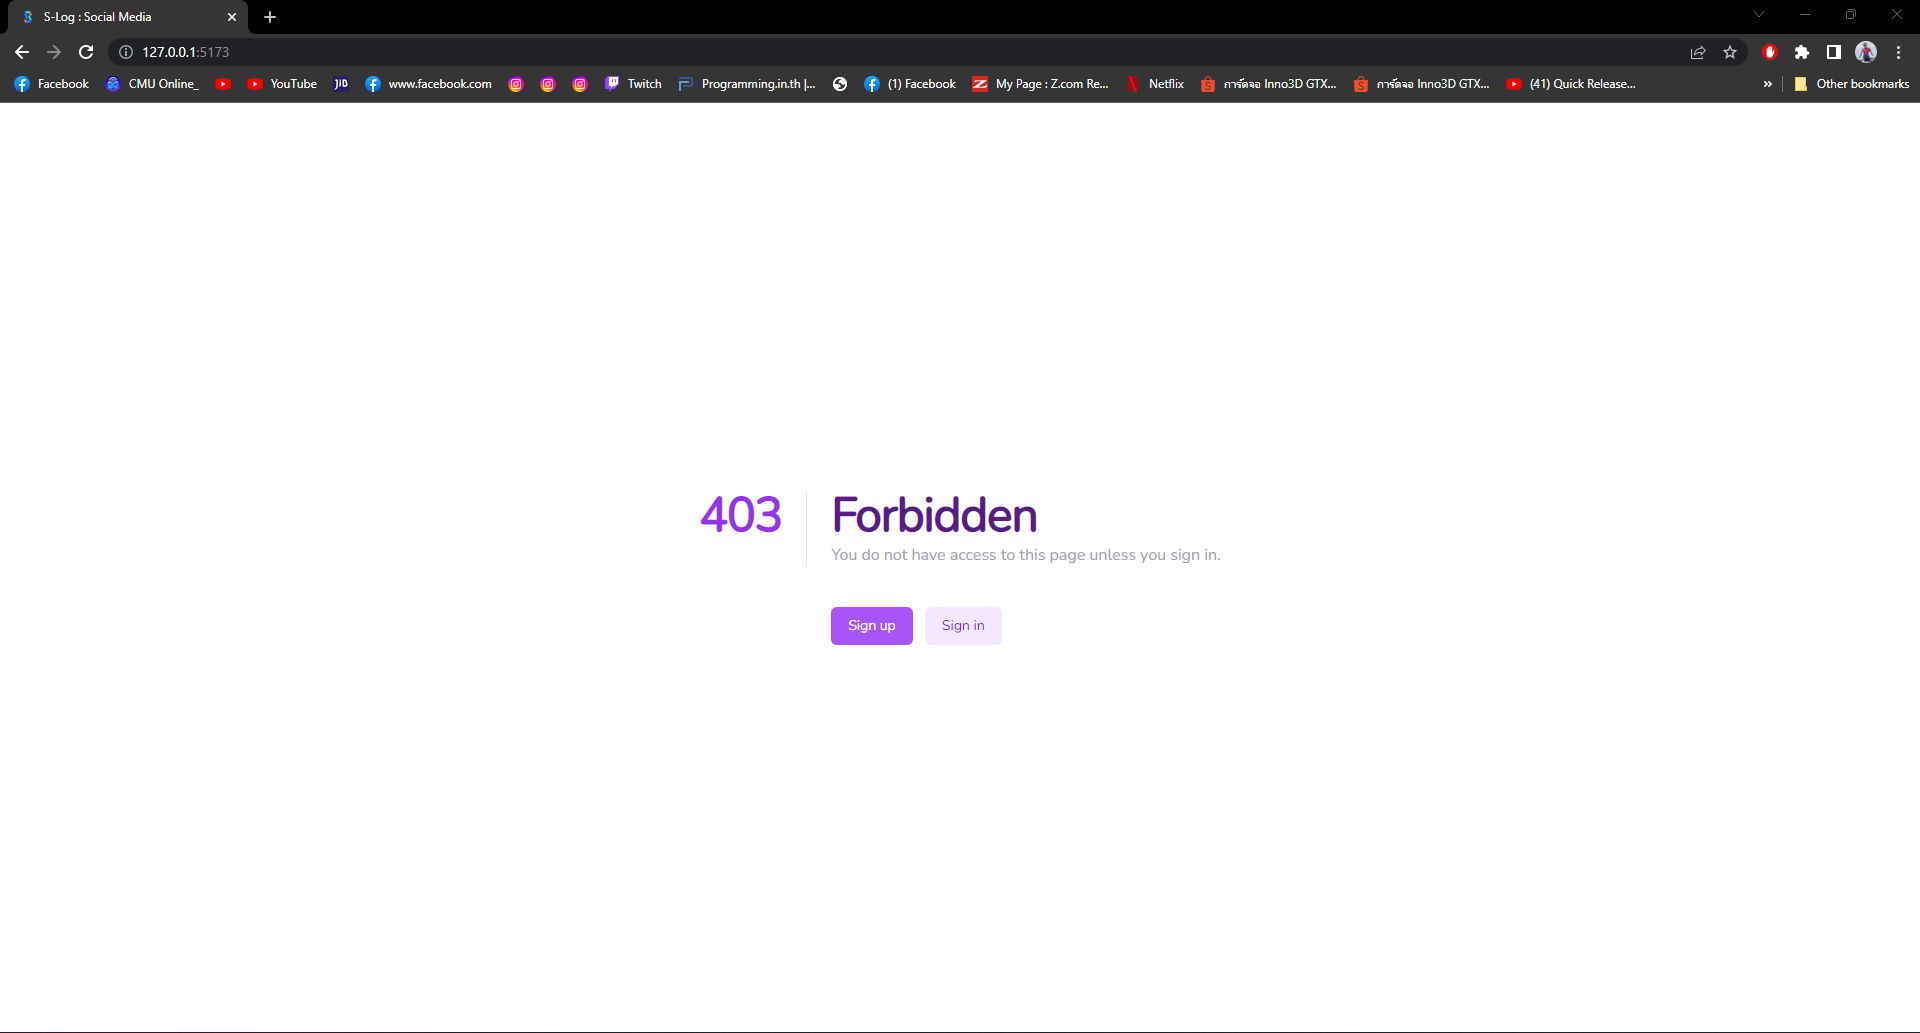 S-Log : Social Media
127.0.0.1:5173
Facebook CMU Online_ YouTube JIB www.facebook.com Twitch Programming.in.th |... (1) Facebook My Page : Z.com Re... Netflix การ์ดจอ Inno3D GTX... การ์ดจอ Inno3D GTX... (41) Quick Release... » Other bookmarks
403 Forbidden
You do not have access to this page unless you sign in.
Sign up Sign in